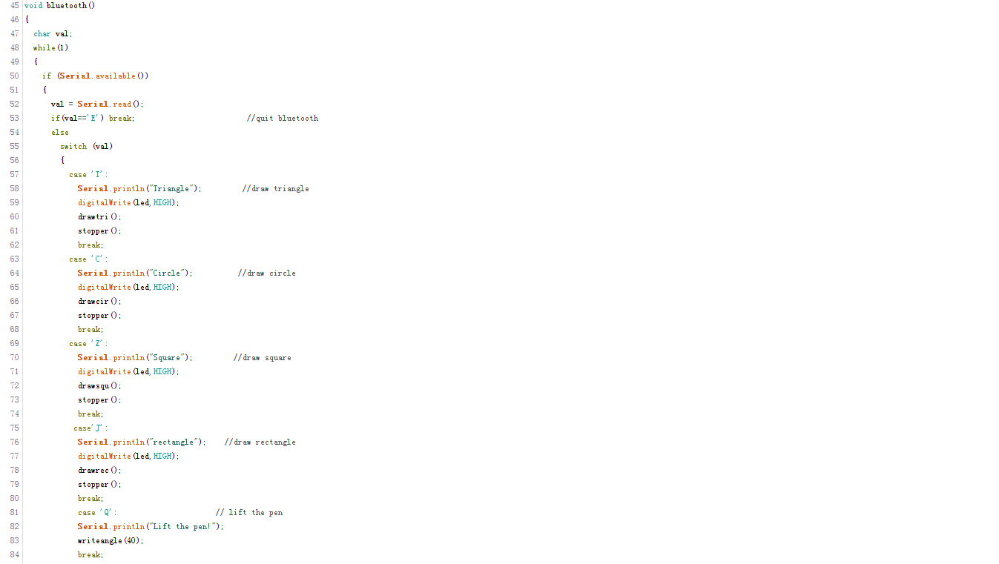 45 void bluetooth()
46 {
47 char val;
48 while(1)
49 {
50 if (Serial.available())
51 {
52 val = Serial.read();
53 if(val=='E') break; //quit bluetooth
54 else
55 switch (val)
56 {
57 case 'T':
58 Serial.println("Triangle"); //draw triangle
59 digitalWrite(led,HIGH);
60 drawtri();
61 stopper();
62 break;
63 case 'C':
64 Serial.println("Circle"); //draw circle
65 digitalWrite(led,HIGH);
66 drawcir();
67 stopper();
68 break;
69 case 'Z':
70 Serial.println("Square"); //draw square
71 digitalWrite(led,HIGH);
72 drawsqu();
73 stopper();
74 break;
75 case'J':
76 Serial.println("rectangle"); //draw rectangle
77 digitalWrite(led,HIGH);
78 drawrec();
79 stopper();
80 break;
81 case 'Q': // lift the pen
82 Serial.println("Lift the pen!");
83 writeangle(40);
84 break;